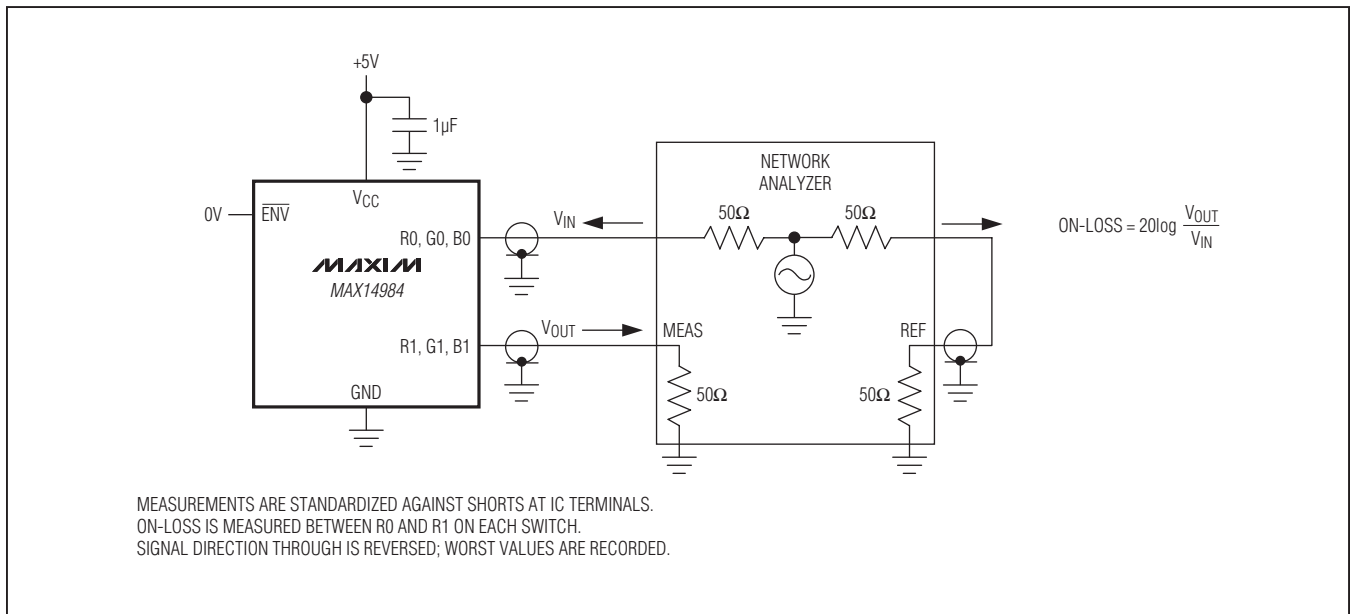 +5V
1µF
VCC
0V
ENV
R0, G0, B0
MAXIM
MAX14984
R1, G1, B1
GND
VIN
VOUT
NETWORK
ANALYZER
50Ω
50Ω
MEAS
REF
50Ω
50Ω
ON-LOSS = 20log VOUT
VIN
MEASUREMENTS ARE STANDARDIZED AGAINST SHORTS AT IC TERMINALS.
ON-LOSS IS MEASURED BETWEEN R0 AND R1 ON EACH SWITCH.
SIGNAL DIRECTION THROUGH IS REVERSED; WORST VALUES ARE RECORDED.